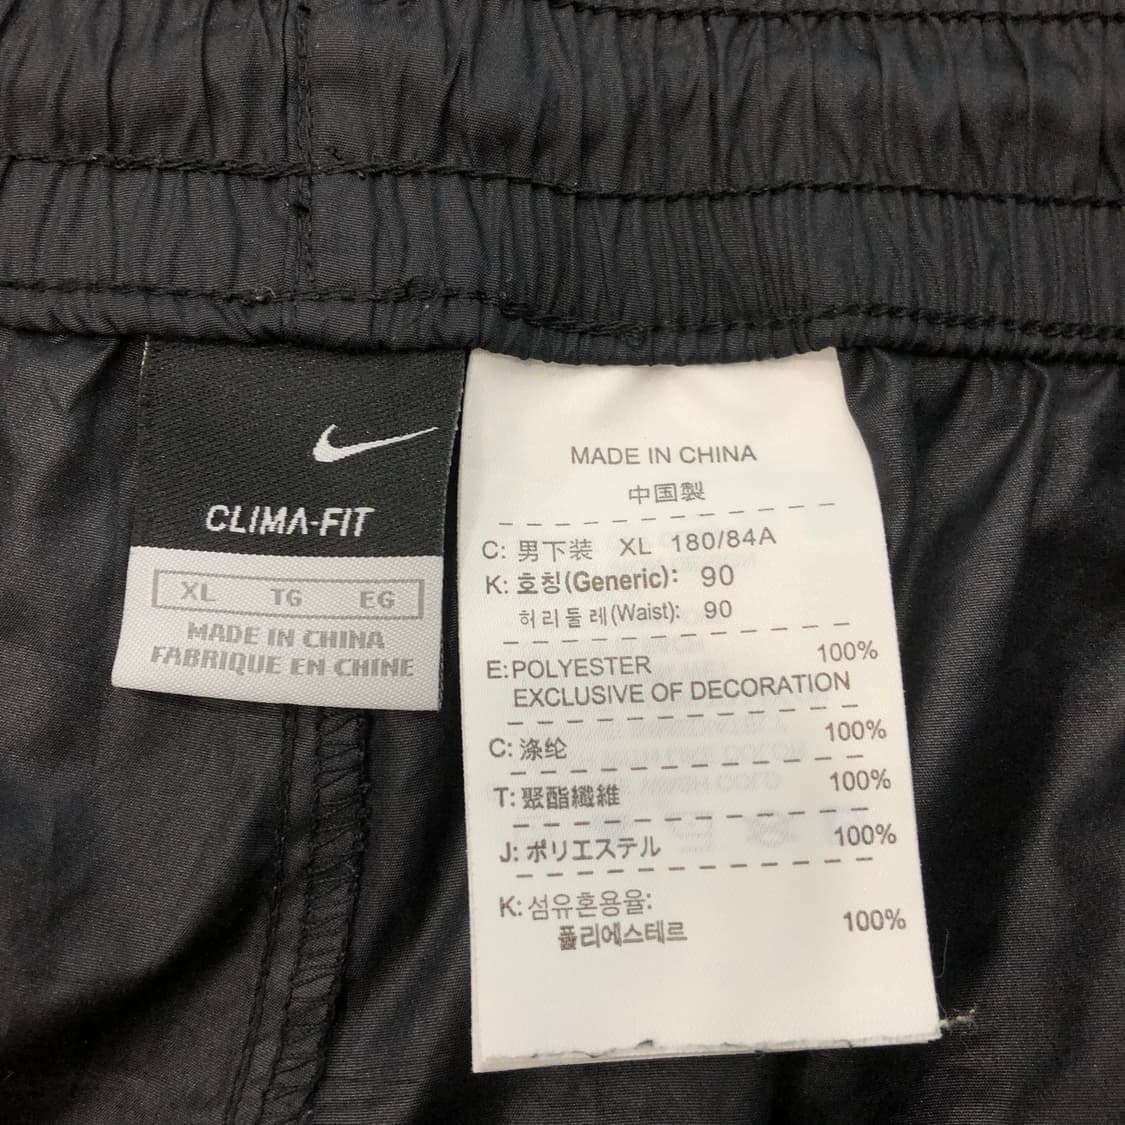 CLIMA-FIT
XL TG EG
MADE IN CHINA
FABRIQUE EN CHINE
MADE IN CHINA
中国製
C: 男下装 XL 180/84A
K: 호칭(Generic): 90
허리둘레(Waist): 90
E:POLYESTER 100%
EXCLUSIVE OF DECORATION
C: 涤纶 100%
T: 聚酯纖維 100%
J: ポリエステル 100%
K: 섬유혼용율:
폴리에스테르 100%